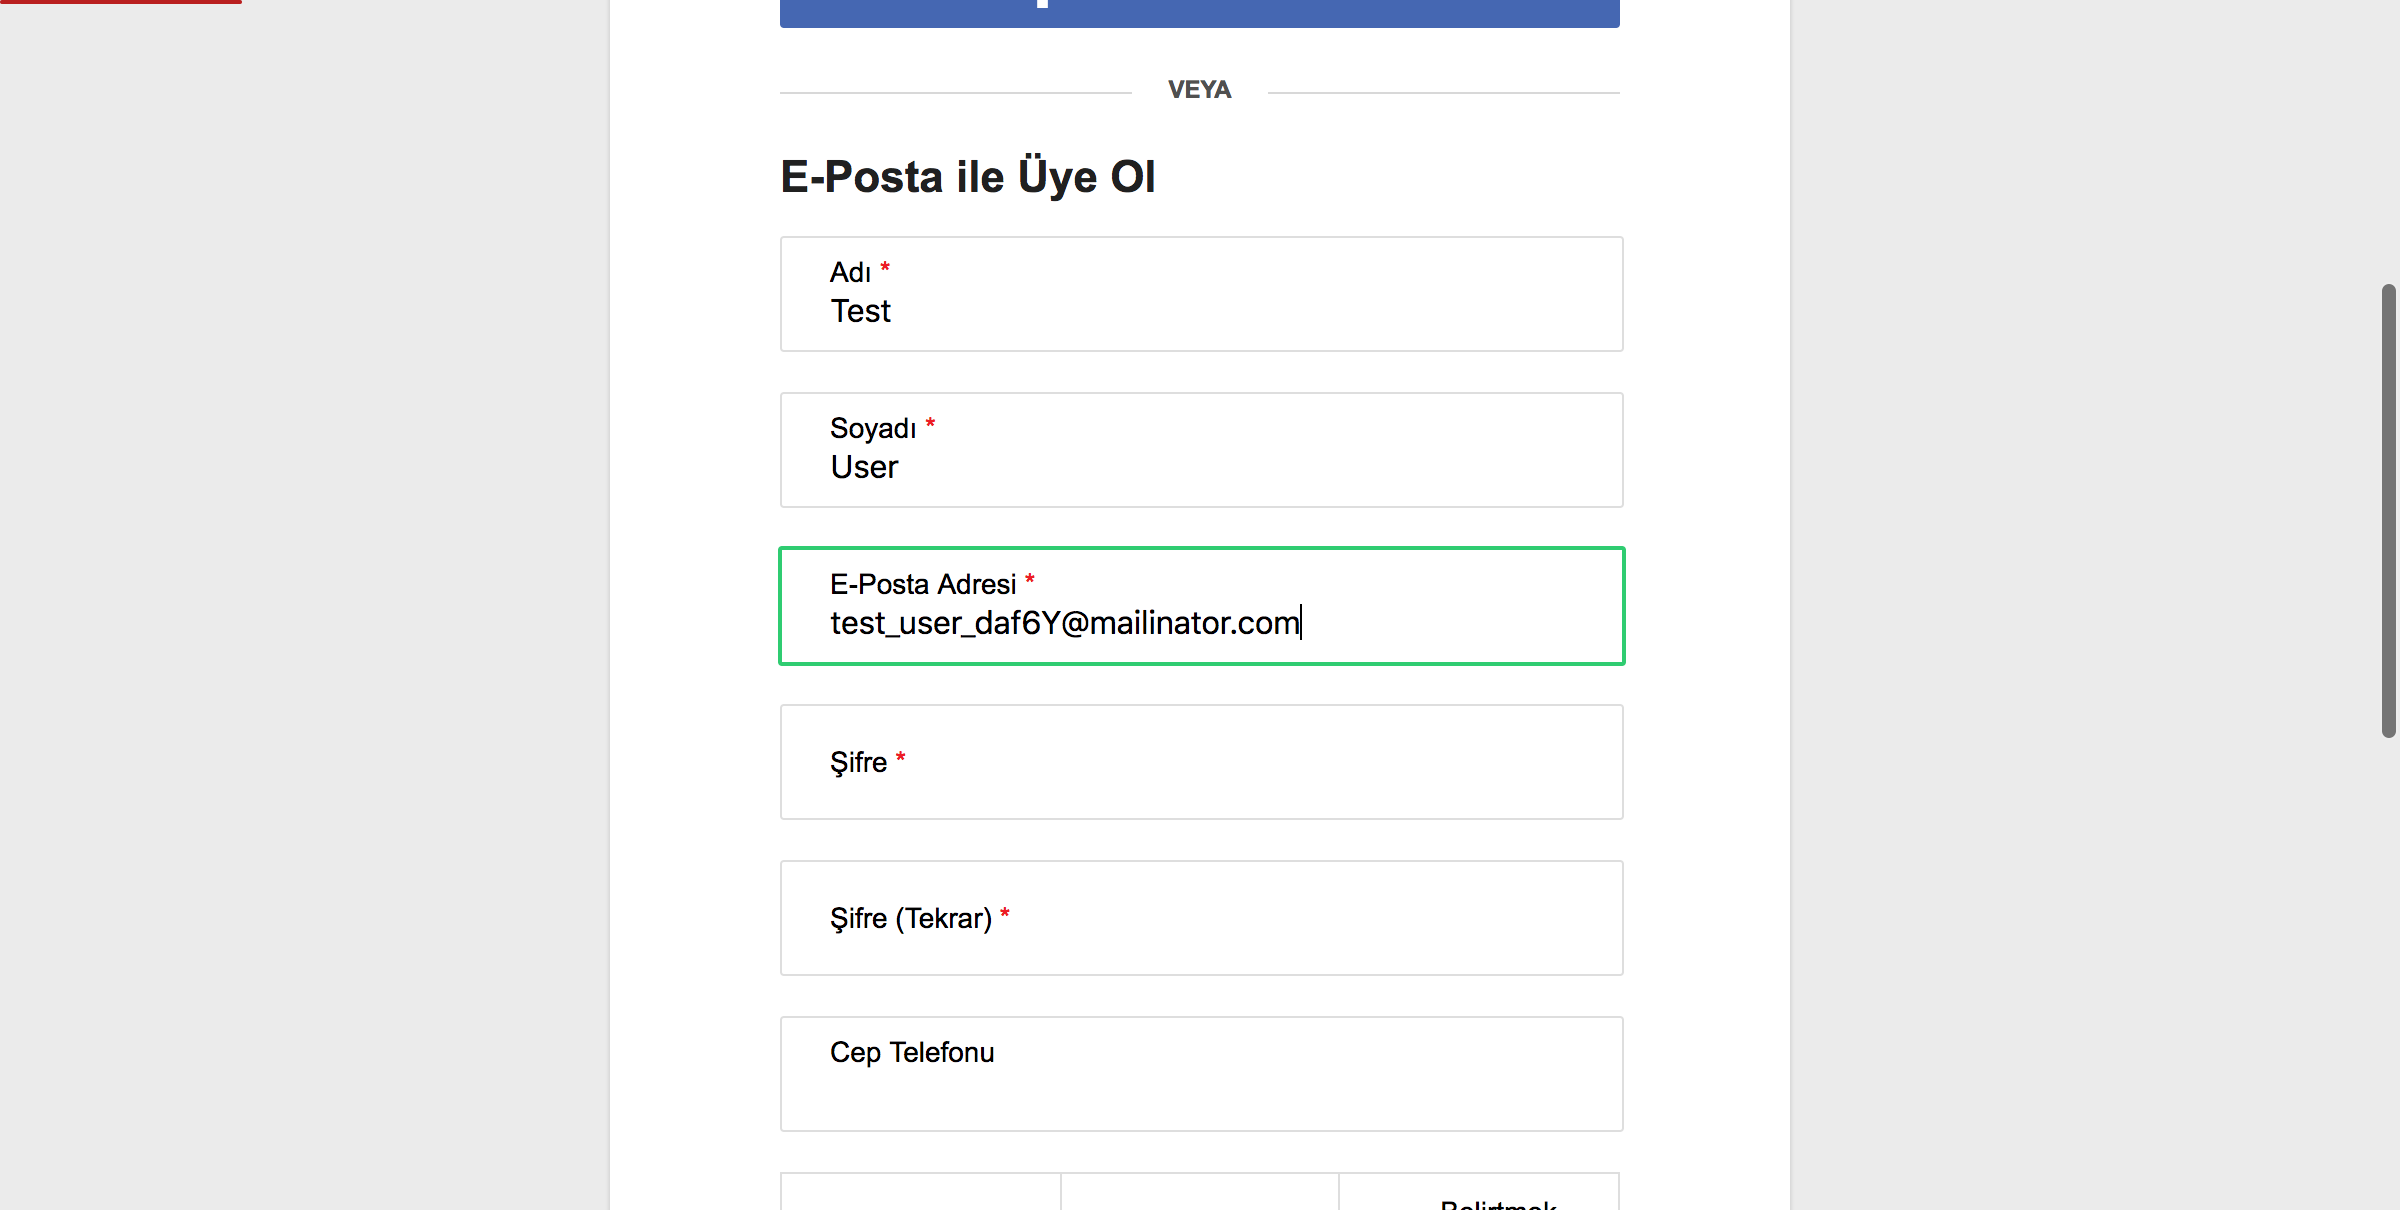 VEYA
E-Posta ile Üye Ol
Adı *
Test
Soyadı *
User
E-Posta Adresi *
test_user_daf6Y@mailinator.com
Şifre *
Şifre (Tekrar) *
Cep Telefonu
Belirtmek